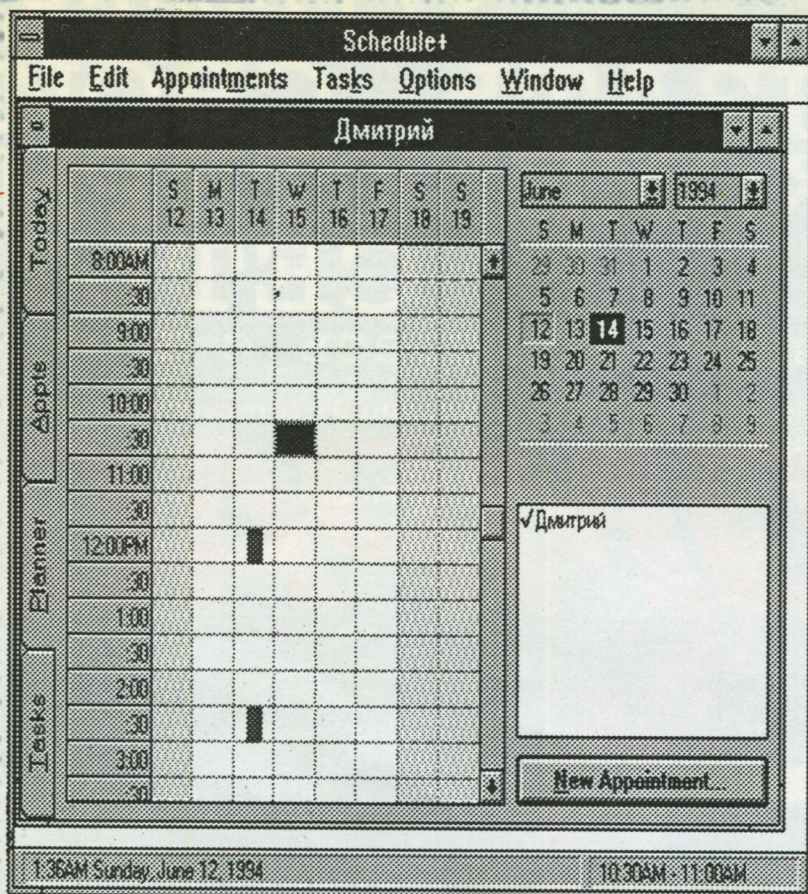 Schedule+
File Edit Appointments Tasks Options Window Help
Дмитрий
Today
Appts
Planner
Tasks
S M T W T F S S
12 13 14 15 16 17 18 19
8:00AM
:30
9:00
:30
10:00
:30
11:00
:30
12:00PM
:30
1:00
:30
2:00
:30
3:00
:30
June 1994
S M T W T F S
29 30 31 1 2 3 4
5 6 7 8 9 10 11
12 13 14 15 16 17 18
19 20 21 22 23 24 25
26 27 28 29 30 1 2
3 4 5 6 7 8 9
√Дмитрий
New Appointment...
1:36AM Sunday, June 12, 1994 10:30AM - 11:00AM